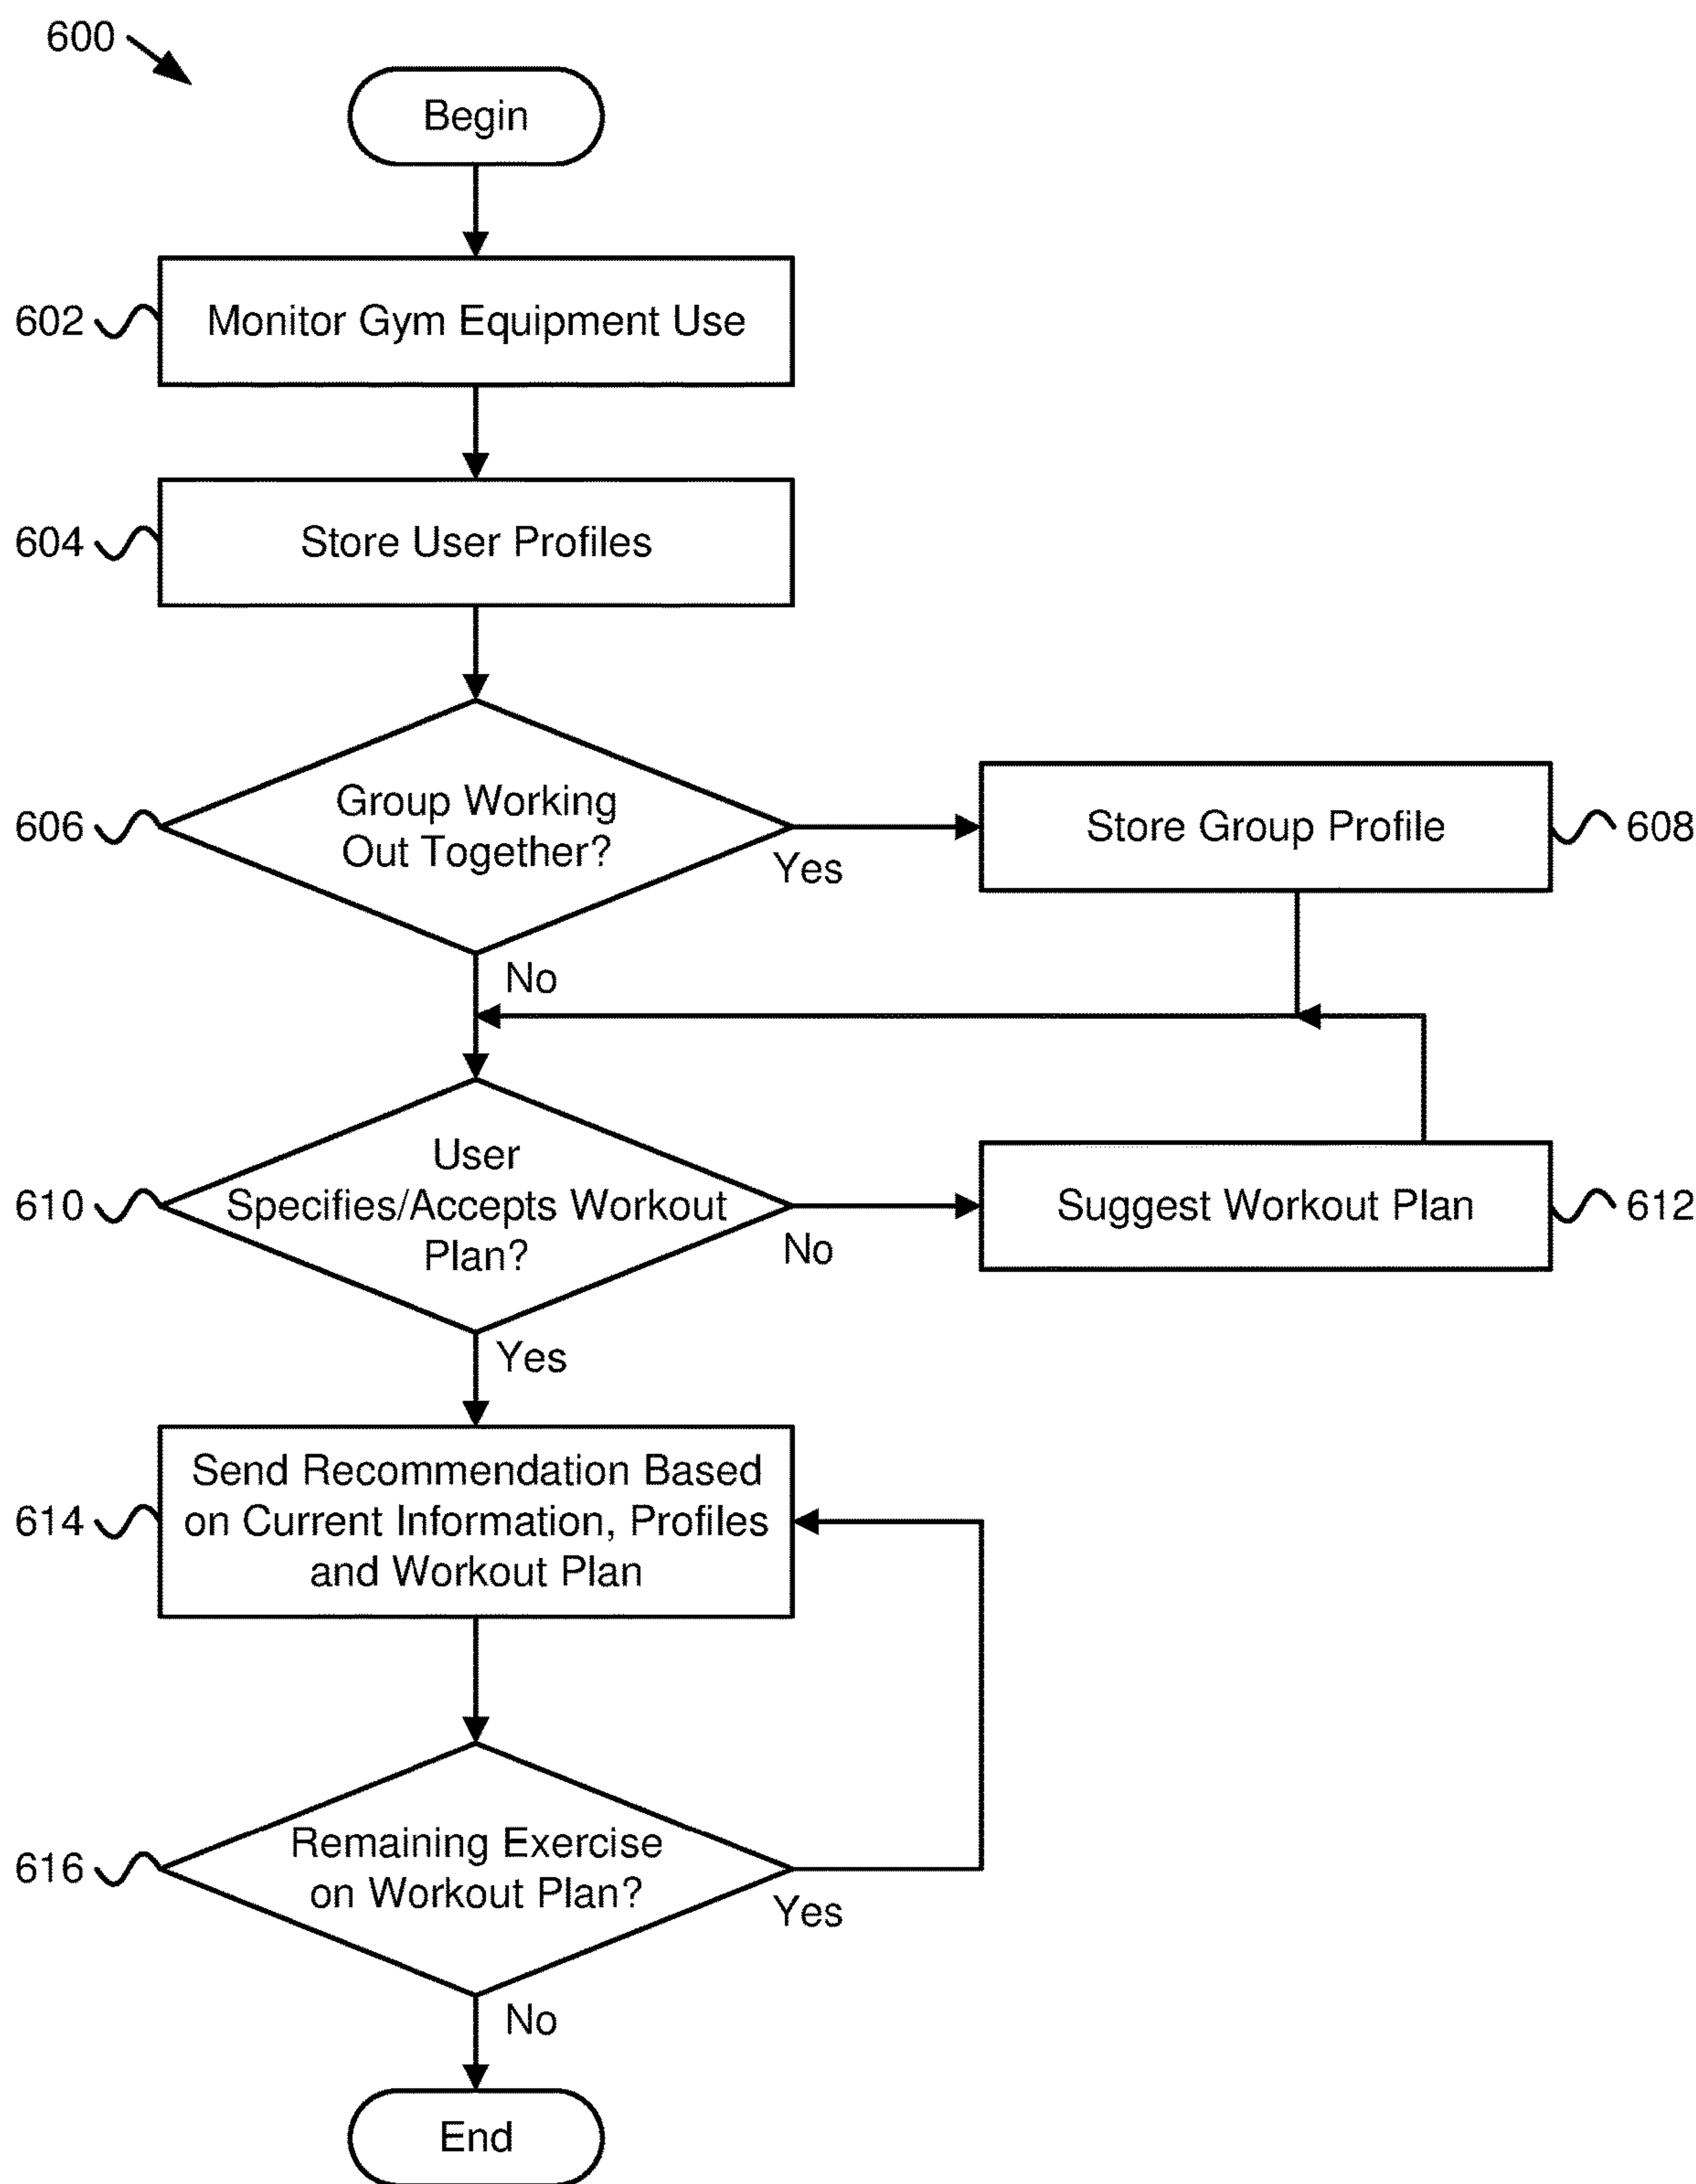 600
Begin
602
Monitor Gym Equipment Use
604
Store User Profiles
606
Group Working
Out Together?
Yes
Store Group Profile
608
No
610
User
Specifies/Accepts Workout
Plan?
No
Suggest Workout Plan
612
Yes
614
Send Recommendation Based
on Current Information, Profiles
and Workout Plan
616
Remaining Exercise
on Workout Plan?
Yes
No
End